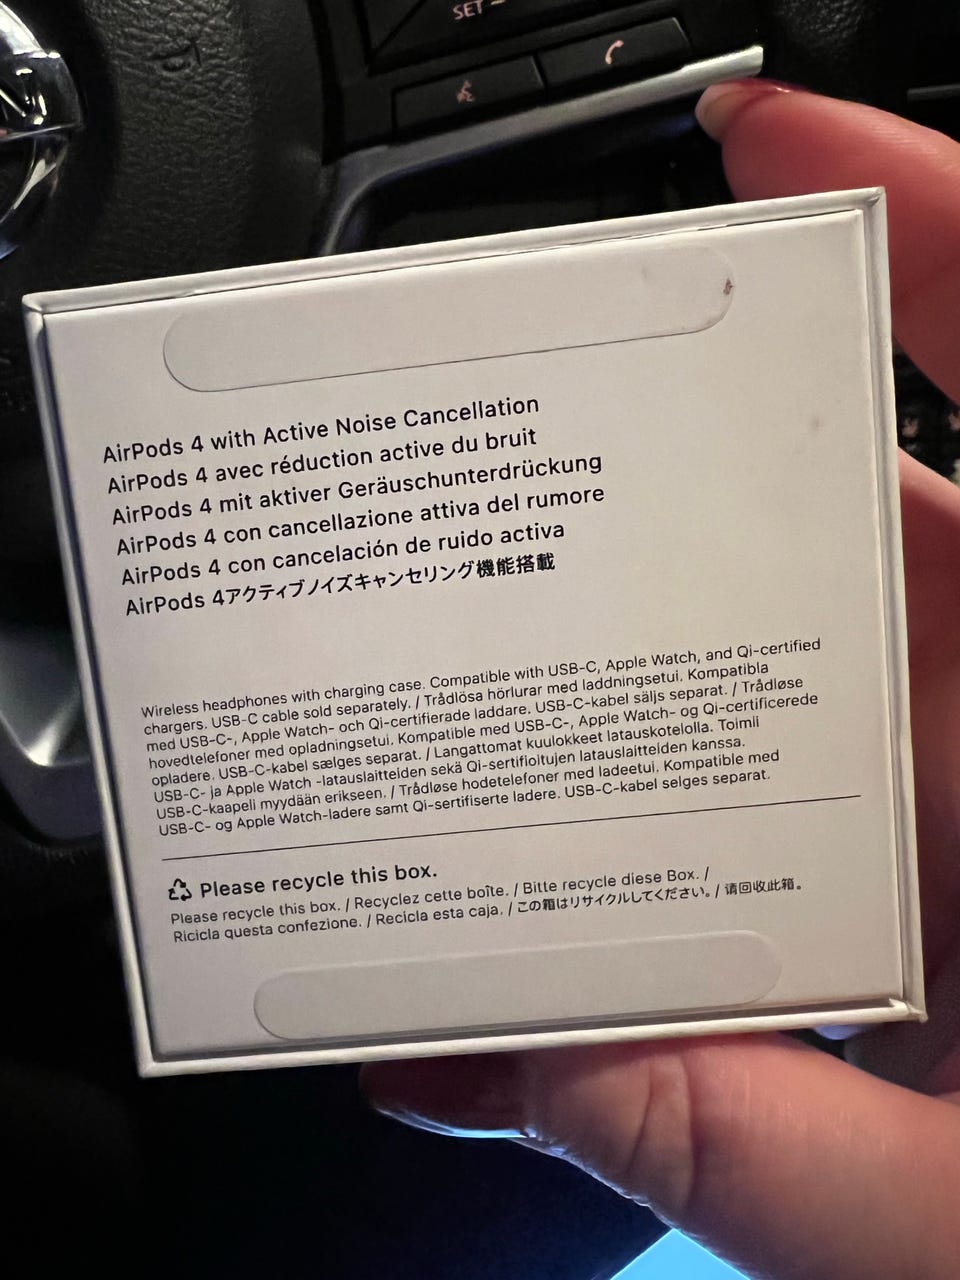 SET –
AirPods 4 with Active Noise Cancellation
AirPods 4 avec réduction active du bruit
AirPods 4 mit aktiver Geräuschunterdrückung
AirPods 4 con cancellazione attiva del rumore
AirPods 4 con cancelación de ruido activa
AirPods 4アクティブノイズキャンセリング機能搭載
Wireless headphones with charging case. Compatible with USB-C, Apple Watch, and Qi-certified
chargers. USB-C cable sold separately. / Trådlösa hörlurar med laddningsetui. Kompatibla
med USB-C-, Apple Watch- och Qi-certifierade laddare. USB-C-kabel säljs separat. / Trådløse
hovedtelefoner med opladningsetui. Kompatible med USB-C-, Apple Watch- og Qi-certificerede
opladere. USB-C-kabel sælges separat. / Langattomat kuulokkeet latauskotelolla. Toimii
USB-C- ja Apple Watch -latauslaitteiden sekä Qi-sertifioitujen latauslaitteiden kanssa.
USB-C-kaapeli myydään erikseen. / Trådløse hodetelefoner med ladeetui. Kompatible med
USB-C- og Apple Watch-ladere samt Qi-sertifiserte ladere. USB-C-kabel selges separat.
Please recycle this box.
Please recycle this box. / Recyclez cette boîte. / Bitte recycle diese Box. /
Ricicla questa confezione. / Recicla esta caja. / この箱はリサイクルしてください。/ 请回收此箱。